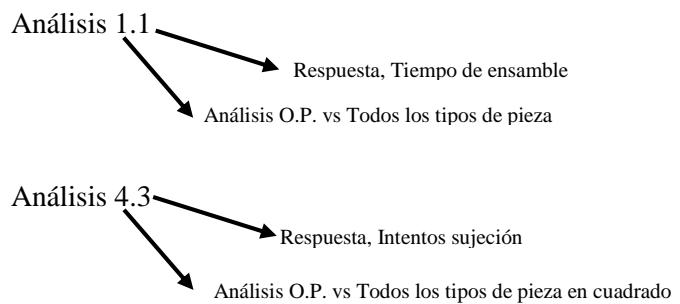 Análisis 1.1
Respuesta, Tiempo de ensamble
Análisis O.P. vs Todos los tipos de pieza
Análisis 4.3
Respuesta, Intentos sujeción
Análisis O.P. vs Todos los tipos de pieza en cuadrado